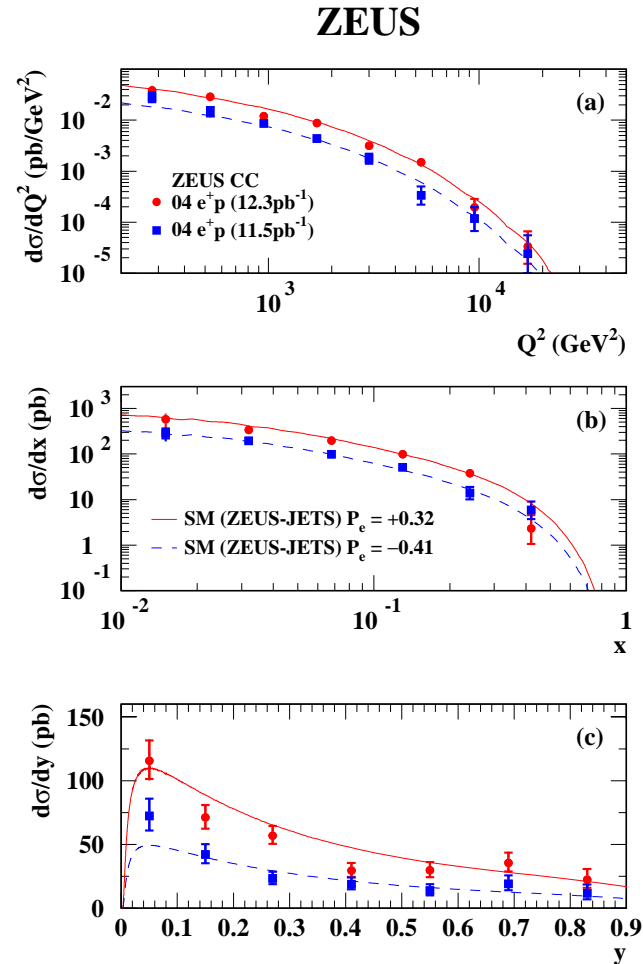 ZEUS
dσ/dQ² (pb/GeV²)
10⁻²
10⁻³
10⁻⁴
10⁻⁵
(a)
ZEUS CC
04 e⁺p (12.3pb⁻¹)
04 e⁺p (11.5pb⁻¹)
10³
10⁴
Q² (GeV²)
dσ/dx (pb)
10³
10²
10
1
10⁻¹
(b)
SM (ZEUS-JETS) Pₑ = +0.32
SM (ZEUS-JETS) Pₑ = −0.41
10⁻²
10⁻¹
1
x
dσ/dy (pb)
150
100
50
0
(c)
0 0.1 0.2 0.3 0.4 0.5 0.6 0.7 0.8 0.9
y